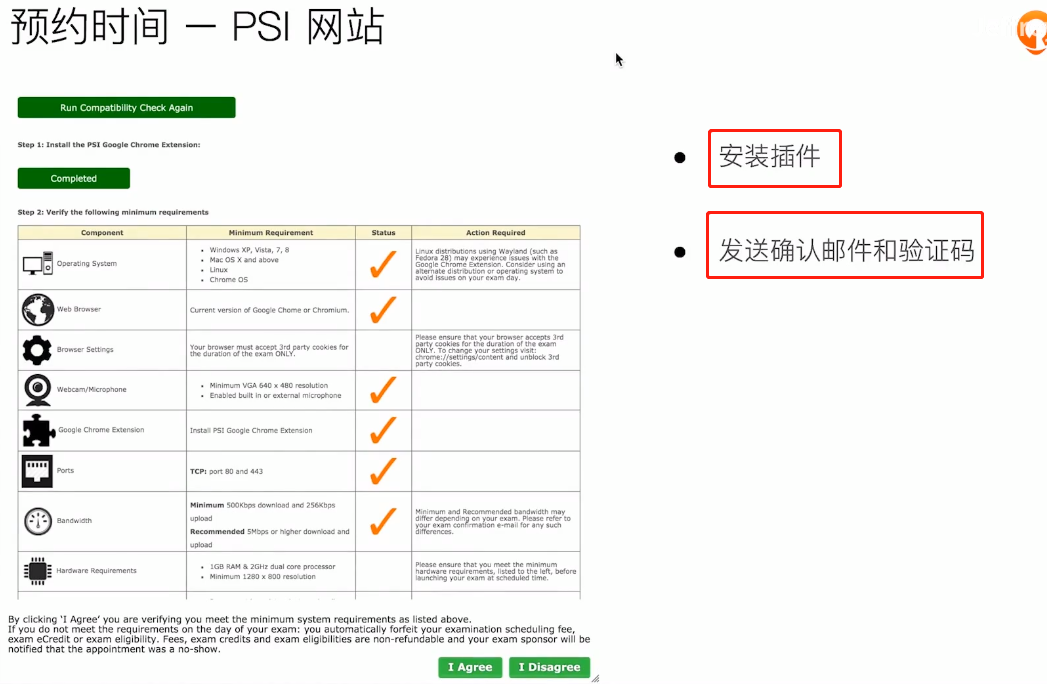 预约时间 — PSI 网站
Run Compatibility Check Again
Step 1: Install the PSI Google Chrome Extension:
Completed
Step 2: Verify the following minimum requirements
Component Minimum Requirement Status Action Required
Operating System
• Windows XP, Vista, 7, 8
• Mac OS X and above
• Linux
• Chrome OS
Linux distributions using Wayland (such as
Fedora 28) may experience issues with the
Google Chrome Extension. Consider using an
alternate distribution or operating system to
avoid issues on your exam day.
Web Browser
Current version of Google Chome or Chromium.
Browser Settings
Your browser must accept 3rd party cookies for
the duration of the exam ONLY.
Please ensure that your browser accepts 3rd
party cookies for the duration of the exam
ONLY. To change your settings visit:
chrome://settings/content and unblock 3rd
party cookies.
Webcam/Microphone
• Minimum VGA 640 x 480 resolution
• Enabled built in or external microphone
Google Chrome Extension
Install PSI Google Chrome Extension
Ports
TCP: port 80 and 443
Bandwidth
Minimum 500Kbps download and 256Kbps
upload
Recommended 5Mbps or higher download and
upload
Minimum and Recommended bandwidth may
differ depending on your exam. Please refer to
your exam confirmation e-mail for any such
differences.
Hardware Requirements
• 1GB RAM & 2GHz dual core processor
• Minimum 1280 x 800 resolution
Please ensure that you meet the minimum
hardware requirements, listed to the left, before
launching your exam at scheduled time.
By clicking 'I Agree' you are verifying you meet the minimum system requirements as listed above.
If you do not meet the requirements on the day of your exam: you automatically forfeit your examination scheduling fee,
exam eCredit or exam eligibility. Fees, exam credits and exam eligibilities are non-refundable and your exam sponsor will be
notified that the appointment was a no-show.
I Agree I Disagree
• 安装插件
• 发送确认邮件和验证码